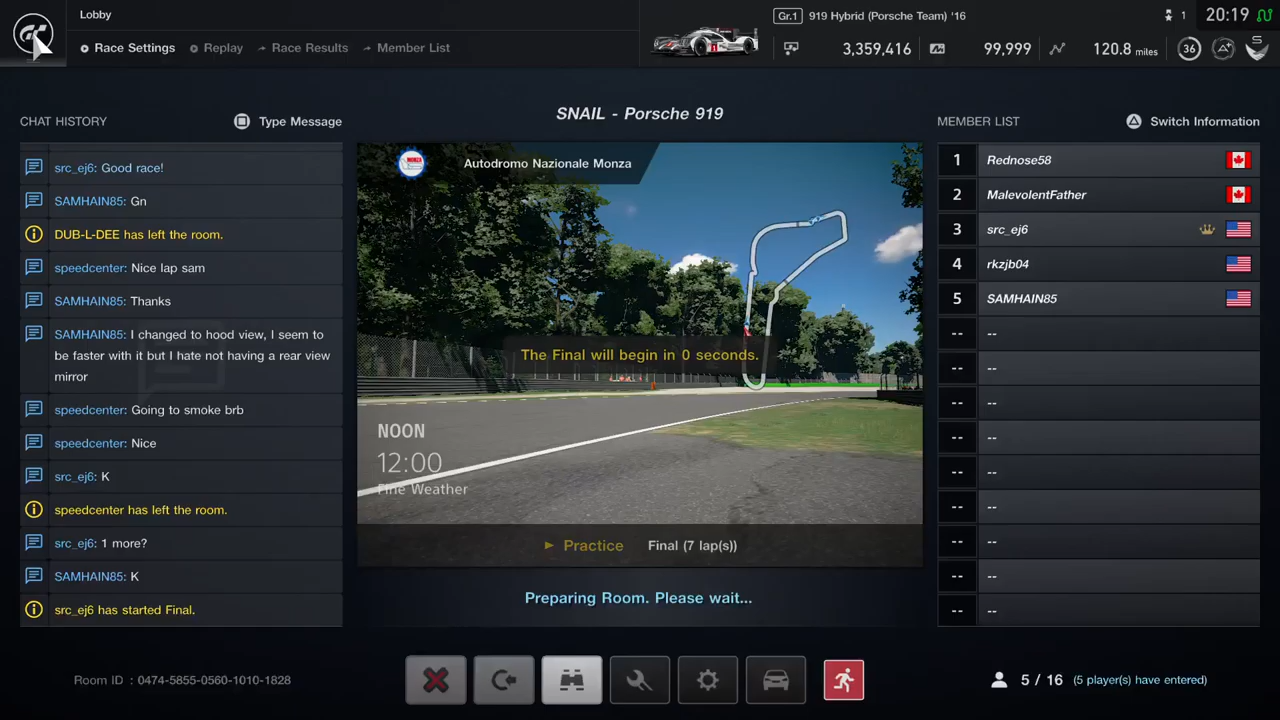 Lobby
Gr.1 919 Hybrid (Porsche Team) '16
1 20:19
Race Settings Replay Race Results Member List
3,359,416 99,999 120.8 miles 36 S
CHAT HISTORY Type Message
SNAIL - Porsche 919
MEMBER LIST Switch Information
src_ej6: Good race!
SAMHAIN85: Gn
DUB-L-DEE has left the room.
speedcenter: Nice lap sam
SAMHAIN85: Thanks
SAMHAIN85: I changed to hood view, I seem to
be faster with it but I hate not having a rear view
mirror
speedcenter: Going to smoke brb
speedcenter: Nice
src_ej6: K
speedcenter has left the room.
src_ej6: 1 more?
SAMHAIN85: K
src_ej6 has started Final.
MONZA
Autodromo Nazionale Monza
The Final will begin in 0 seconds.
NOON
12:00
Fine Weather
Practice Final (7 lap(s))
Preparing Room. Please wait...
1 Rednose58
2 MalevolentFather
3 src_ej6
4 rkzjb04
5 SAMHAIN85
-- --
-- --
-- --
-- --
-- --
-- --
-- --
-- --
-- --
Room ID : 0474-5855-0560-1010-1828
5 / 16 (5 player(s) have entered)